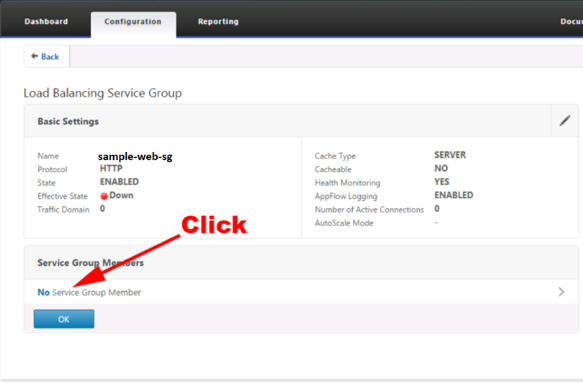 Dashboard Configuration Reporting
Back
Load Balancing Service Group
Basic Settings
Name sample-web-sg
Protocol HTTP
State ENABLED
Effective State Down
Traffic Domain 0
Cache Type SERVER
Cacheable NO
Health Monitoring YES
AppFlow Logging ENABLED
Number of Active Connections 0
AutoScale Mode -
Click
Service Group Members
No Service Group Member
OK